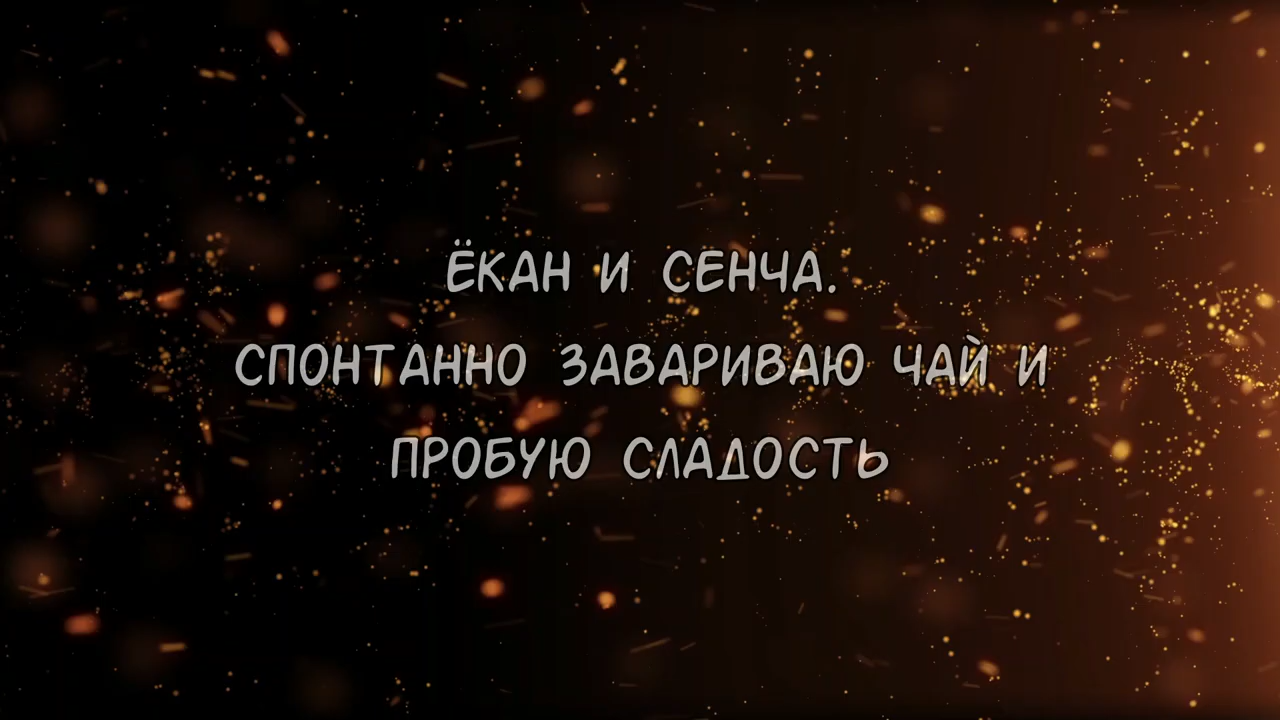 ЁКАН И СЕНЧА.
СПОНТАННО ЗАВАРИВАЮ ЧАЙ И
ПРОБУЮ СЛАДОСТЬ